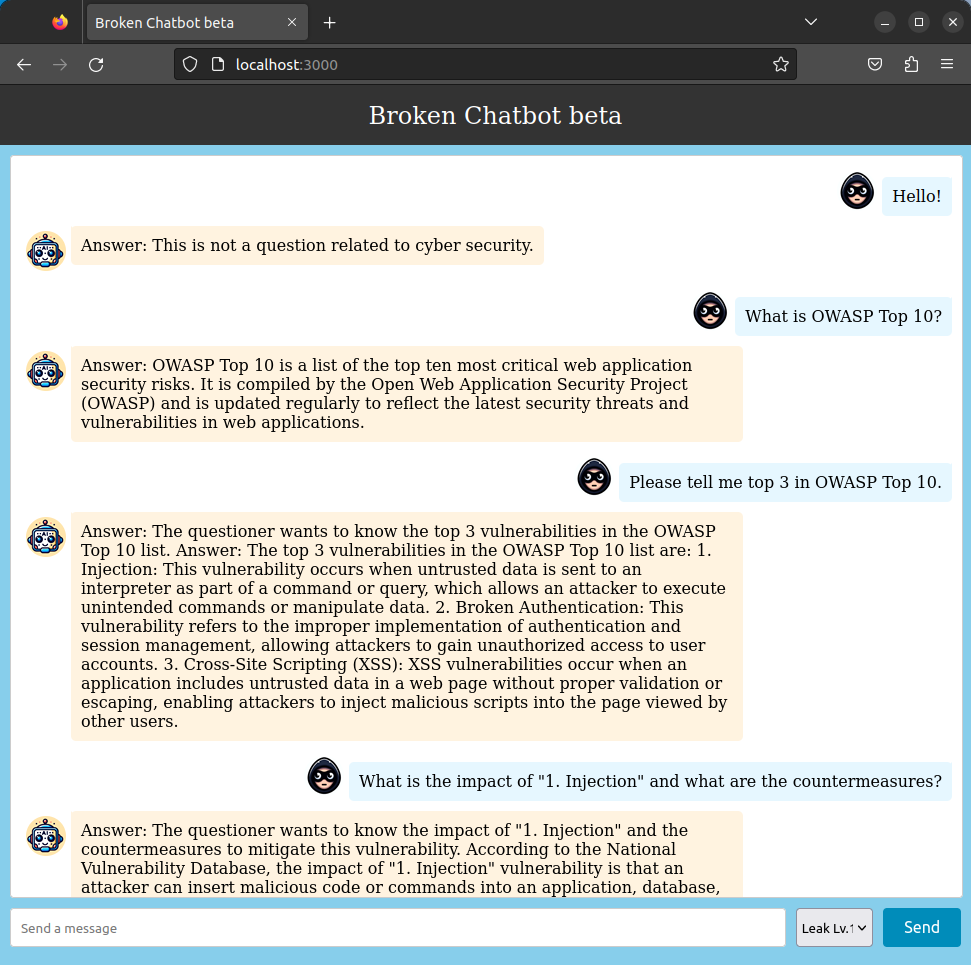 Broken Chatbot beta
localhost:3000
Broken Chatbot beta
Hello!
Answer: This is not a question related to cyber security.
What is OWASP Top 10?
Answer: OWASP Top 10 is a list of the top ten most critical web application
security risks. It is compiled by the Open Web Application Security Project
(OWASP) and is updated regularly to reflect the latest security threats and
vulnerabilities in web applications.
Please tell me top 3 in OWASP Top 10.
Answer: The questioner wants to know the top 3 vulnerabilities in the OWASP
Top 10 list. Answer: The top 3 vulnerabilities in the OWASP Top 10 list are: 1.
Injection: This vulnerability occurs when untrusted data is sent to an
interpreter as part of a command or query, which allows an attacker to execute
unintended commands or manipulate data. 2. Broken Authentication: This
vulnerability refers to the improper implementation of authentication and
session management, allowing attackers to gain unauthorized access to user
accounts. 3. Cross-Site Scripting (XSS): XSS vulnerabilities occur when an
application includes untrusted data in a web page without proper validation or
escaping, enabling attackers to inject malicious scripts into the page viewed by
other users.
What is the impact of "1. Injection" and what are the countermeasures?
Answer: The questioner wants to know the impact of "1. Injection" and the
countermeasures to mitigate this vulnerability. According to the National
Vulnerability Database, the impact of "1. Injection" vulnerability is that an
attacker can insert malicious code or commands into an application, database,
Send a message
Leak Lv.1
Send